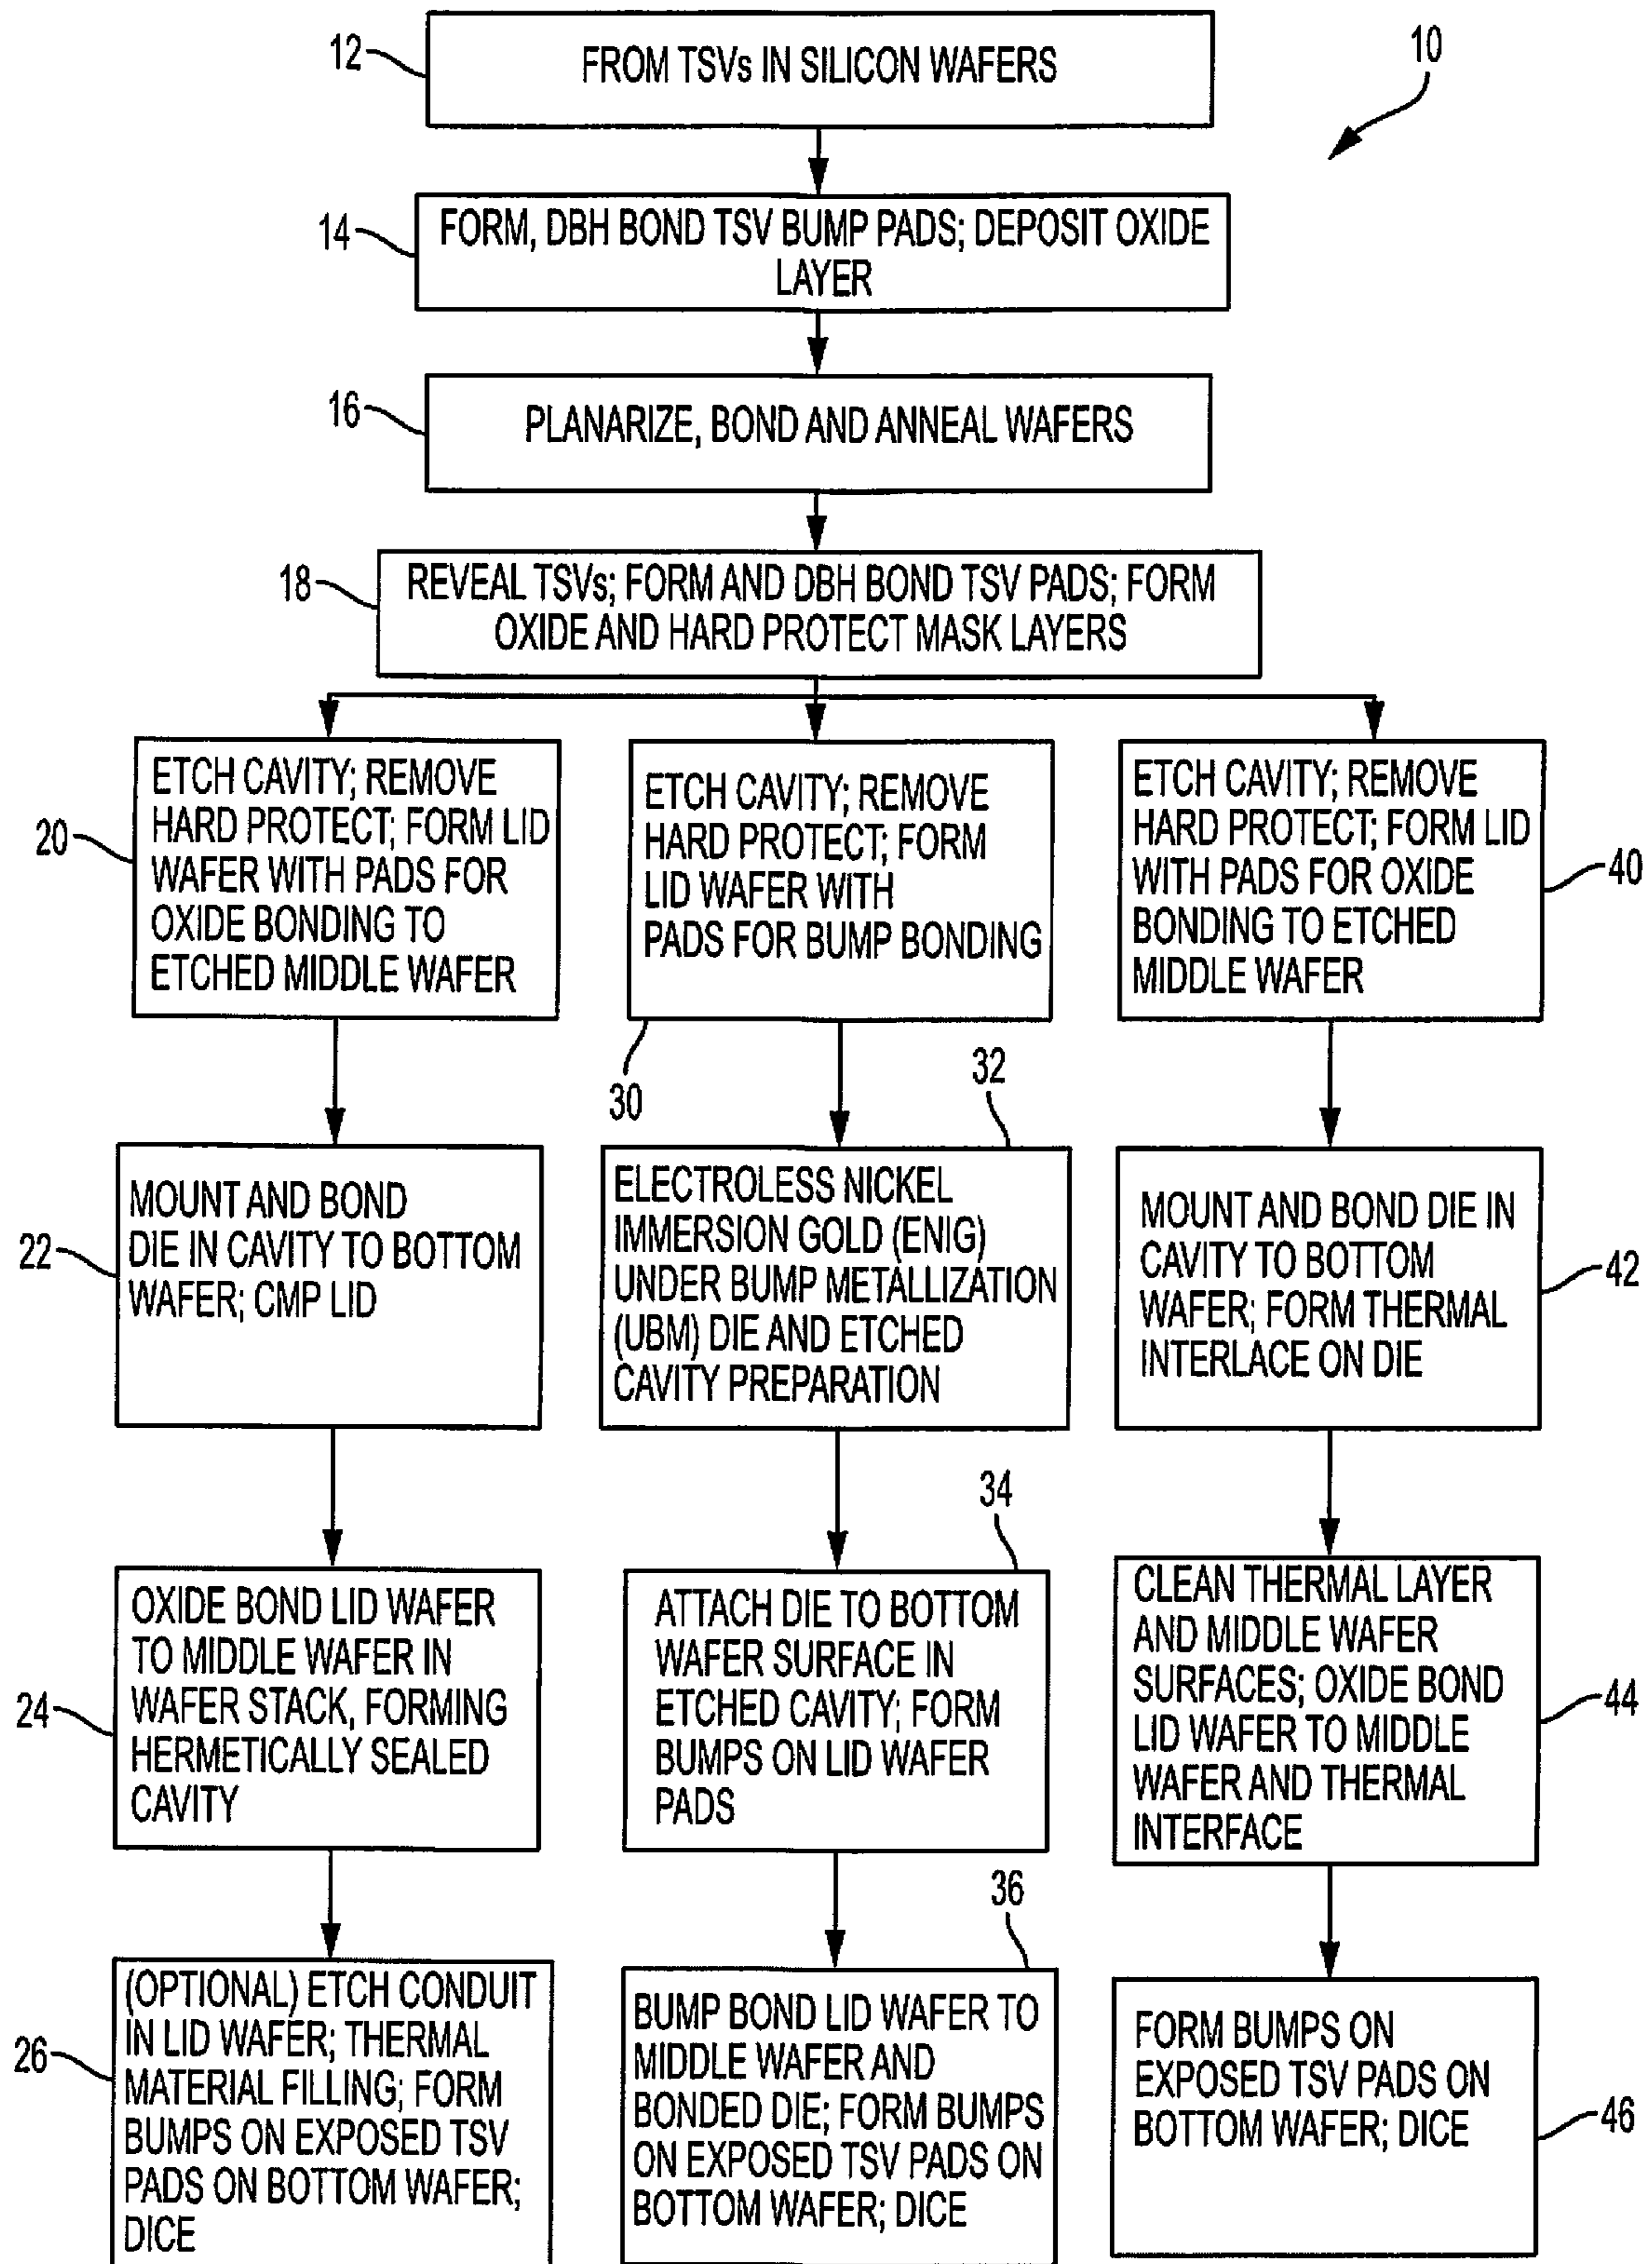 10
12
FROM TSVs IN SILICON WAFERS
14
FORM, DBH BOND TSV BUMP PADS; DEPOSIT OXIDE
LAYER
16
PLANARIZE, BOND AND ANNEAL WAFERS
18
REVEAL TSVs; FORM AND DBH BOND TSV PADS; FORM
OXIDE AND HARD PROTECT MASK LAYERS
20
ETCH CAVITY; REMOVE
HARD PROTECT; FORM LID
WAFER WITH PADS FOR
OXIDE BONDING TO
ETCHED MIDDLE WAFER
22
MOUNT AND BOND
DIE IN CAVITY TO BOTTOM
WAFER; CMP LID
24
OXIDE BOND LID WAFER
TO MIDDLE WAFER IN
WAFER STACK, FORMING
HERMETICALLY SEALED
CAVITY
26
(OPTIONAL) ETCH CONDUIT
IN LID WAFER; THERMAL
MATERIAL FILLING; FORM
BUMPS ON EXPOSED TSV
PADS ON BOTTOM WAFER;
DICE
ETCH CAVITY; REMOVE
HARD PROTECT; FORM
LID WAFER WITH
PADS FOR BUMP BONDING
30
32
ELECTROLESS NICKEL
IMMERSION GOLD (ENIG)
UNDER BUMP METALLIZATION
(UBM) DIE AND ETCHED
CAVITY PREPARATION
34
ATTACH DIE TO BOTTOM
WAFER SURFACE IN
ETCHED CAVITY; FORM
BUMPS ON LID WAFER
PADS
36
BUMP BOND LID WAFER TO
MIDDLE WAFER AND
BONDED DIE; FORM BUMPS
ON EXPOSED TSV PADS ON
BOTTOM WAFER; DICE
ETCH CAVITY; REMOVE
HARD PROTECT; FORM LID
WITH PADS FOR OXIDE
BONDING TO ETCHED
MIDDLE WAFER
40
MOUNT AND BOND DIE IN
CAVITY TO BOTTOM
WAFER; FORM THERMAL
INTERLACE ON DIE
42
CLEAN THERMAL LAYER
AND MIDDLE WAFER
SURFACES; OXIDE BOND
LID WAFER TO MIDDLE
WAFER AND THERMAL
INTERFACE
44
FORM BUMPS ON
EXPOSED TSV PADS ON
BOTTOM WAFER; DICE
46